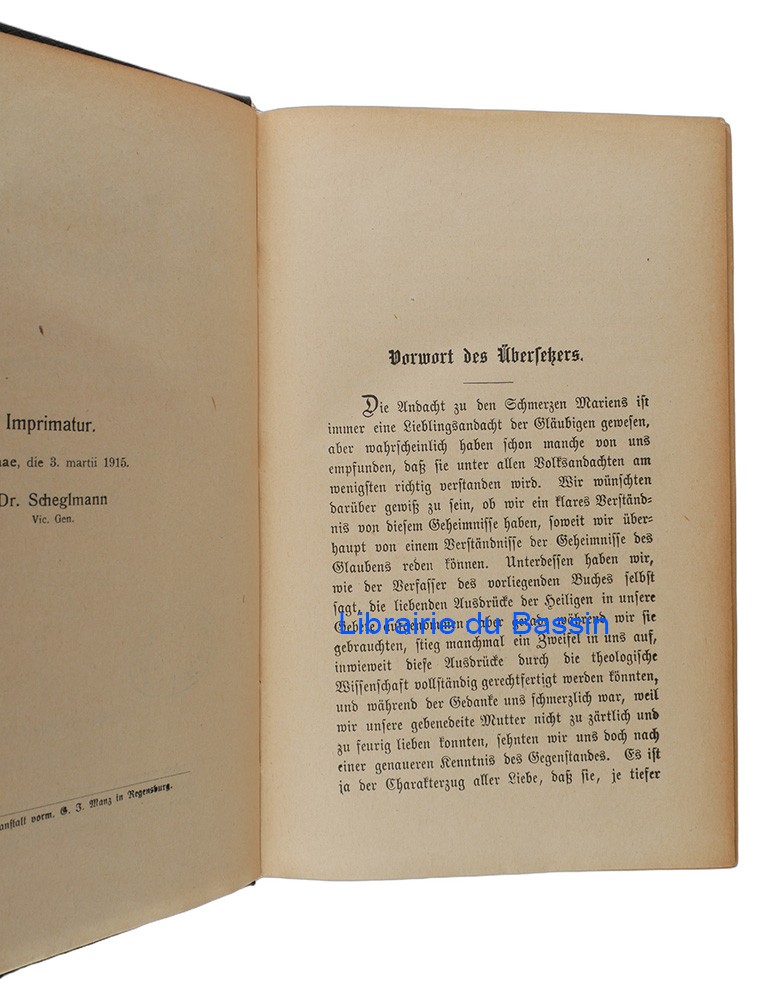 Imprimatur.
die 3. martii 1915.
Dr. Scheglmann
Vic. Gen.
vorm. G. J. Manz in Regensburg.
Vorwort des Übersetzers.
Die Andacht zu den Schmerzen Mariens ist
immer eine Lieblingsandacht der Gläubigen gewesen,
aber wahrscheinlich haben schon manche von uns
empfunden, daß sie unter allen Volksandachten am
wenigsten richtig verstanden wird. Wir wünschten
darüber gewiß zu sein, ob wir ein klares Verständ-
nis von diesem Geheimnisse haben, soweit wir über-
haupt von einem Verständnisse der Geheimnisse des
Glaubens reden können. Unterdessen haben wir,
wie der Verfasser des vorliegenden Buches selbst
sagt, die liebenden Ausdrücke der Heiligen in unsere
Gebete aufgenommen. Aber gerade während wir sie
Librairie du Bassin
gebrauchten, stieg manchmal ein Zweifel in uns auf,
inwieweit diese Ausdrücke durch die theologische
Wissenschaft vollständig gerechtfertigt werden könnten,
und während der Gedanke uns schmerzlich war, weil
wir unsere gebenedeite Mutter nicht zu zärtlich und
zu feurig lieben konnten, sehnten wir uns doch nach
einer genaueren Kenntnis des Gegenstandes. Es ist
ja der Charakterzug aller Liebe, daß sie, je tiefer